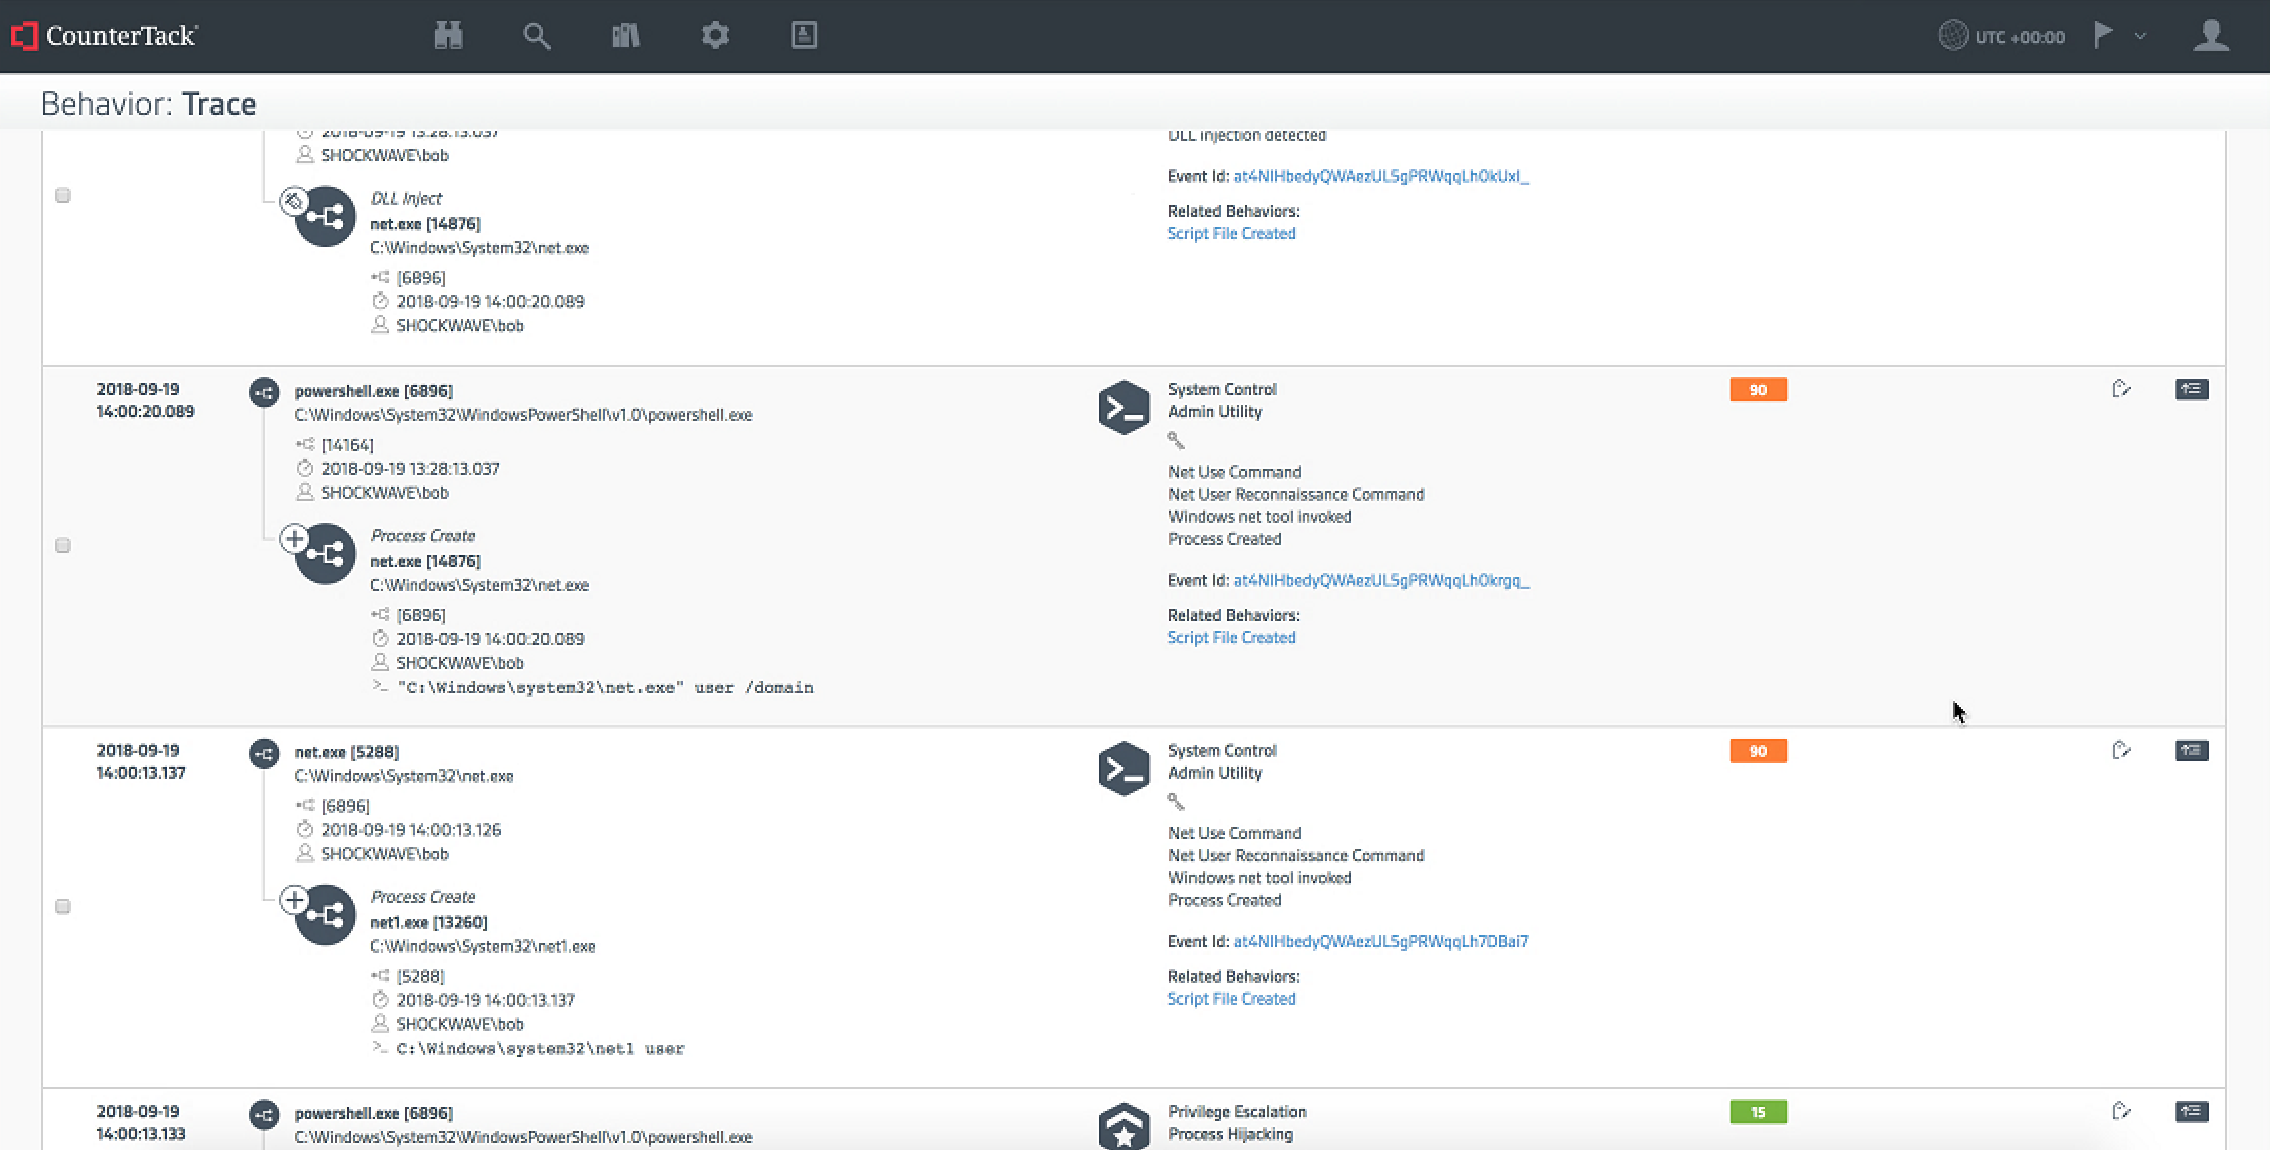 CounterTack
UTC +00:00
Behavior: Trace
2018-09-19 13:28:13.037
SHOCKWAVE\bob
DLL Inject
net.exe [14876]
C:\Windows\System32\net.exe
[6896]
2018-09-19 14:00:20.089
SHOCKWAVE\bob
DLL injection detected
Event Id: at4NIHbedyQWAezUL5gPRWqqLh0kUxI_
Related Behaviors:
Script File Created
2018-09-19
14:00:20.089
powershell.exe [6896]
C:\Windows\System32\WindowsPowerShell\v1.0\powershell.exe
[14164]
2018-09-19 13:28:13.037
SHOCKWAVE\bob
Process Create
net.exe [14876]
C:\Windows\System32\net.exe
[6896]
2018-09-19 14:00:20.089
SHOCKWAVE\bob
>_ "C:\Windows\system32\net.exe" user /domain
System Control
Admin Utility
Net Use Command
Net User Reconnaissance Command
Windows net tool invoked
Process Created
Event Id: at4NIHbedyQWAezUL5gPRWqqLh0krgq_
Related Behaviors:
Script File Created
90
2018-09-19
14:00:13.137
net.exe [5288]
C:\Windows\System32\net.exe
[6896]
2018-09-19 14:00:13.126
SHOCKWAVE\bob
Process Create
net1.exe [13260]
C:\Windows\System32\net1.exe
[5288]
2018-09-19 14:00:13.137
SHOCKWAVE\bob
>_ C:\Windows\system32\net1 user
System Control
Admin Utility
Net Use Command
Net User Reconnaissance Command
Windows net tool invoked
Process Created
Event Id: at4NIHbedyQWAezUL5gPRWqqLh7DBai7
Related Behaviors:
Script File Created
90
2018-09-19
14:00:13.133
powershell.exe [6896]
C:\Windows\System32\WindowsPowerShell\v1.0\powershell.exe
Privilege Escalation
Process Hijacking
15